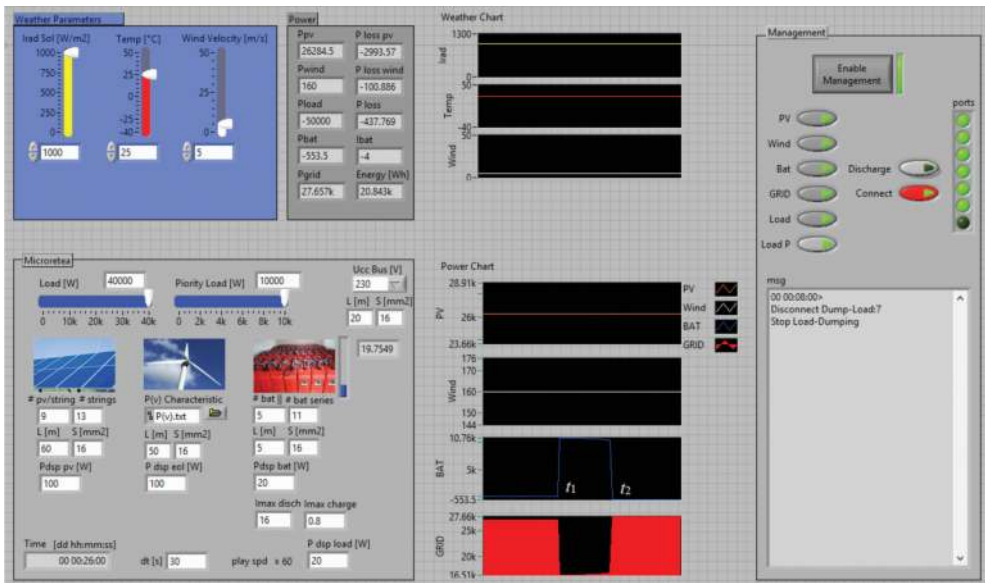 Weather Parameters
Irad Sol [W/m2] Temp [°C] Wind Velocity [m/s]
1000 50 50
750 25
500 0 25
250 -25
0 -40 0
1000 25 5
Power
Ppv P loss pv
26284.5 -2993.57
Pwind P loss wind
160 -100.886
Pload P loss
-50000 -437.769
Pbat Ibat
-553.5 -4
Pgrid Energy [Wh]
27.657k 20.843k
Weather Chart
1300
Irad
0
50
Temp
-40
50
Wind
0
Management
Enable
Management
ports
PV
Wind
Bat Discharge
GRID Connect
Load
Load P
msg
00 00:08:00>
Disconnect Dump-Load:7
Stop Load-Dumping
Microretea
Load [W] 40000 Piority Load [W] 10000
0 10k 20k 30k 40k 0 2k 4k 6k 8k 10k
Ucc Bus [V]
230
L [m] S [mm2]
20 16
19.7549
# pv/string # strings
9 13
L [m] S [mm2]
60 16
Pdsp pv [W]
100
P(v) Characteristic
P(v).txt
L [m] S [mm2]
50 16
P dsp eol [W]
100
# bat || # bat series
5 11
L [m] S [mm2]
5 16
Pdsp bat [W]
20
Imax disch Imax charge
16 0.8
Time [dd hh:mm:ss]
00 00:26:00
dt [s] 30
play spd x 60
P dsp load [W]
20
Power Chart
28.91k
PV
26k
23.66k
176
170
Wind
160
150
144
10.76k
BAT
5k
-553.5
t1 t2
27.66k
25k
GRID
20k
16.51k
PV
Wind
BAT
GRID